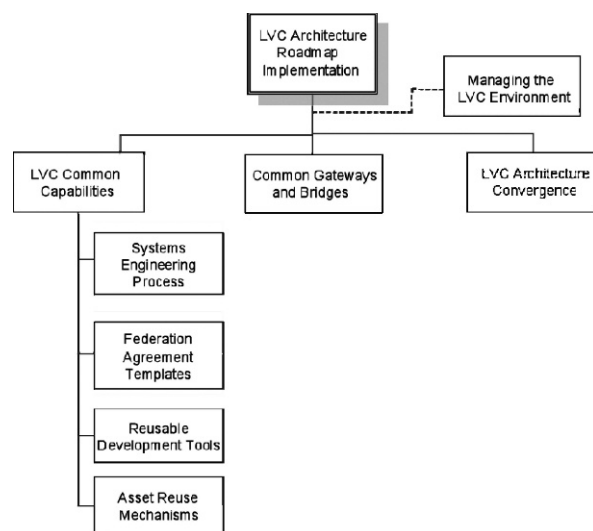 LVC Architecture
Roadmap
Implementation
Managing the
LVC Environment
LVC Common
Capabilities
Common Gateways
and Bridges
LVC Architecture
Convergence
Systems
Engineering
Process
Federation
Agreement
Templates
Reusable
Development Tools
Asset Reuse
Mechanisms